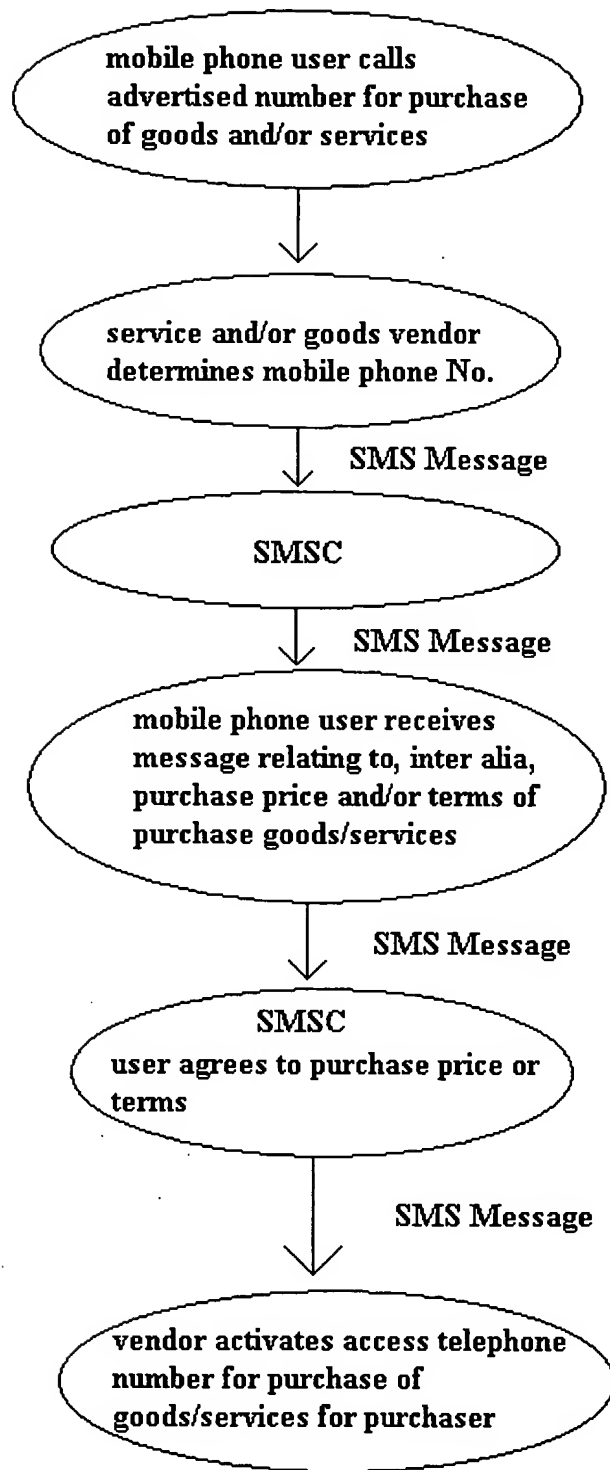 mobile phone user calls
advertised number for purchase
of goods and/or services
service and/or goods vendor
determines mobile phone No.
SMS Message
SMSC
SMS Message
mobile phone user receives
message relating to, inter alia,
purchase price and/or terms of
purchase goods/services
SMS Message
SMSC
user agrees to purchase price or
terms
SMS Message
vendor activates access telephone
number for purchase of
goods/services for purchaser